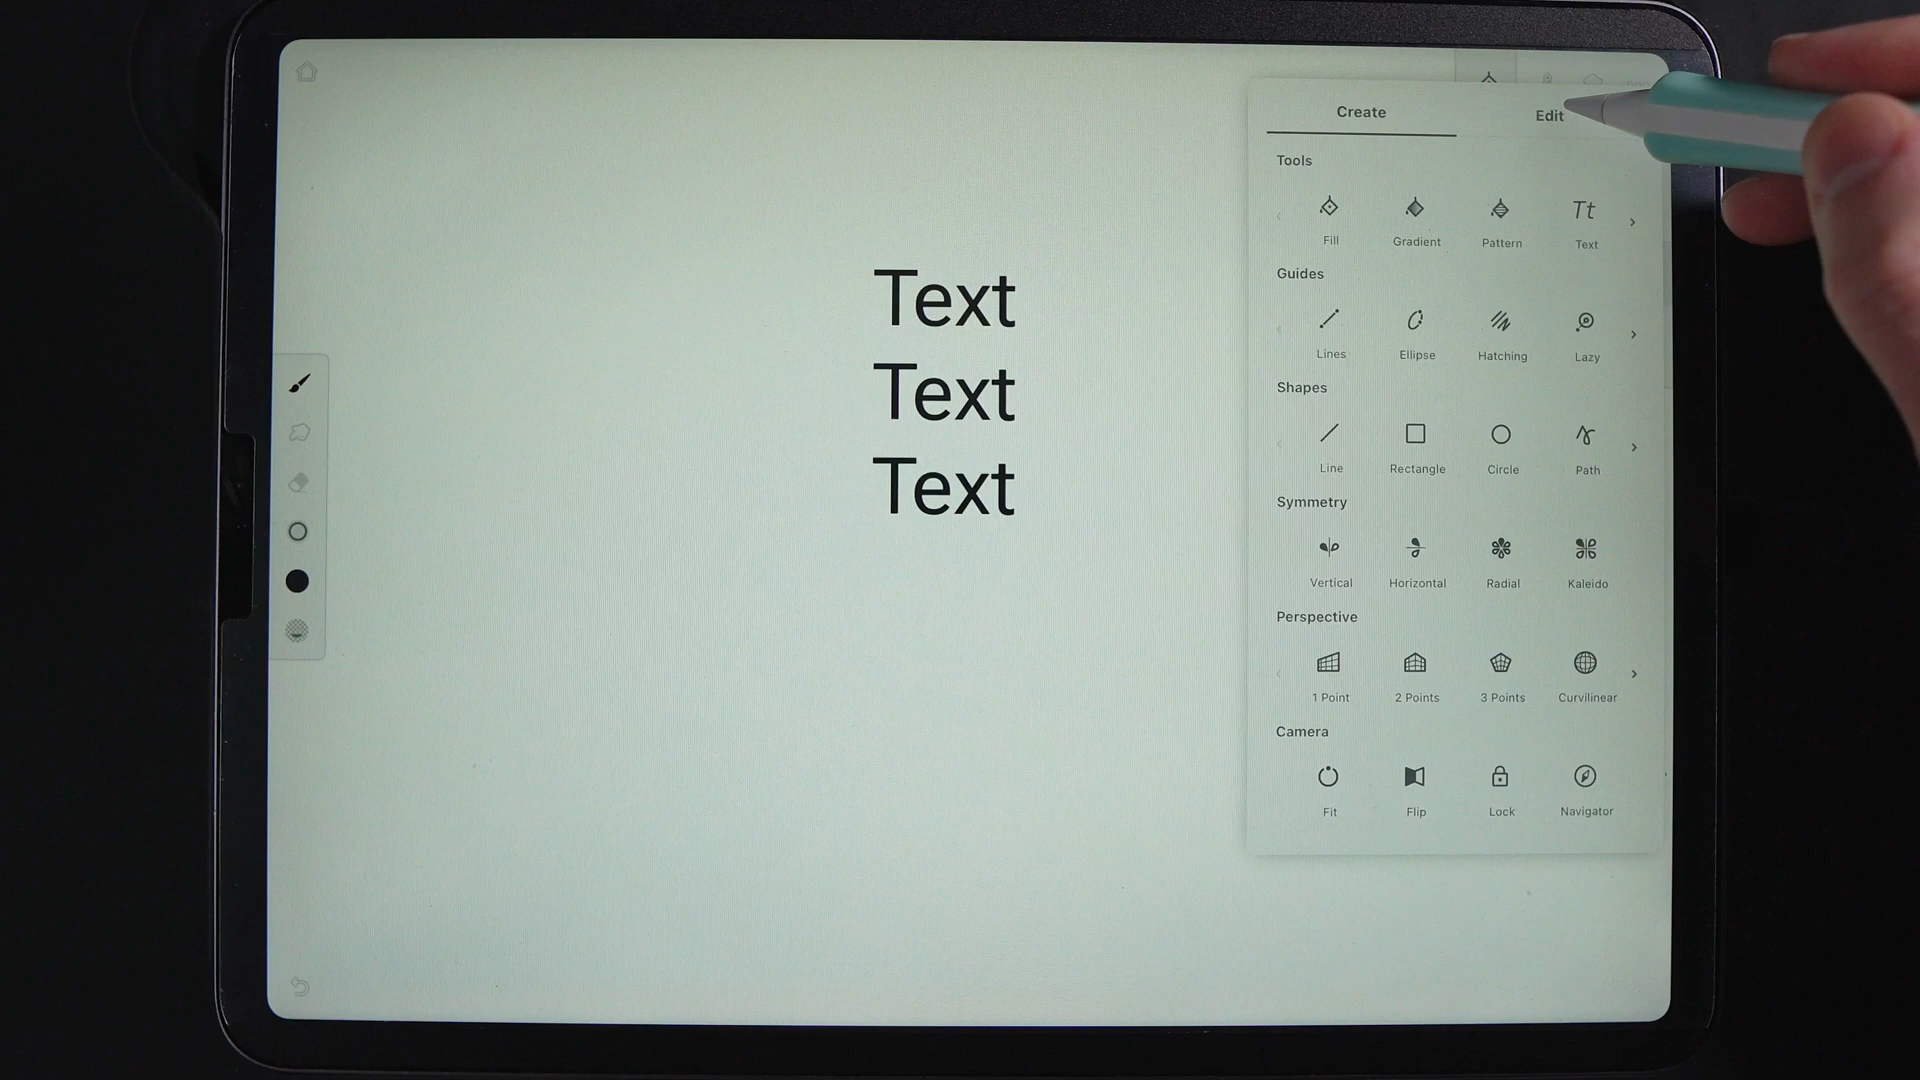 Create Edit
Tools
Fill Gradient Pattern Text
Tt
Guides
Lines Ellipse Hatching Lazy
Shapes
Line Rectangle Circle Path
Symmetry
Vertical Horizontal Radial Kaleido
Perspective
1 Point 2 Points 3 Points Curvilinear
Camera
Fit Flip Lock Navigator
Text
Text
Text